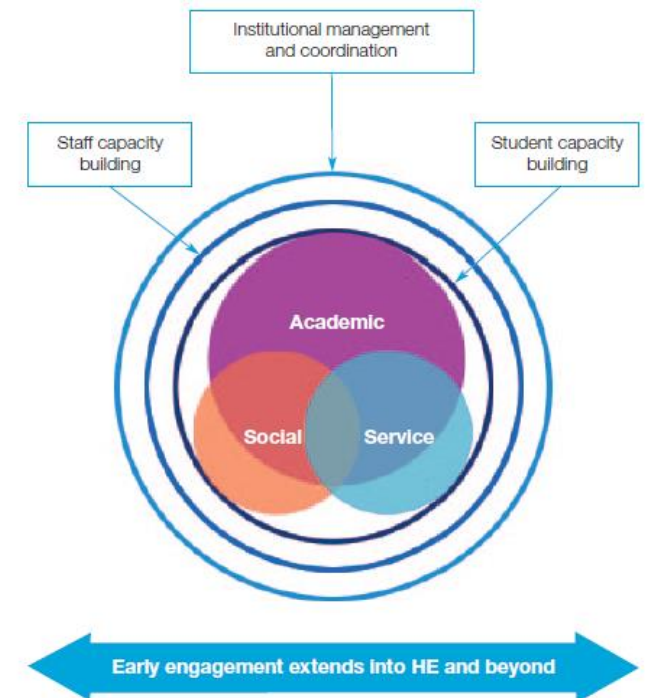 Institutional management
and coordination
Staff capacity
building
Student capacity
building
Academic
Social
Service
Early engagement extends into HE and beyond